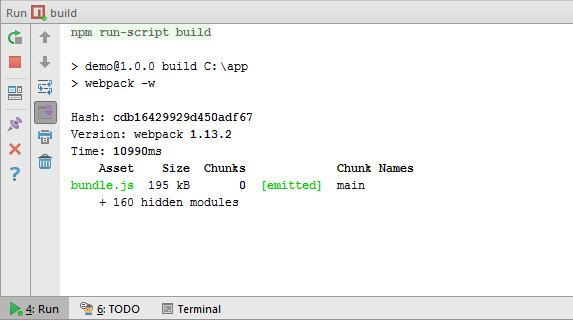 Run build
npm run-script build
> demo@1.0.0 build C:\app
> webpack -w
Hash: cdb16429929d450adf67
Version: webpack 1.13.2
Time: 10990ms
Asset Size Chunks Chunk Names
bundle.js 195 kB 0 [emitted] main
+ 160 hidden modules
4: Run 6: TODO Terminal